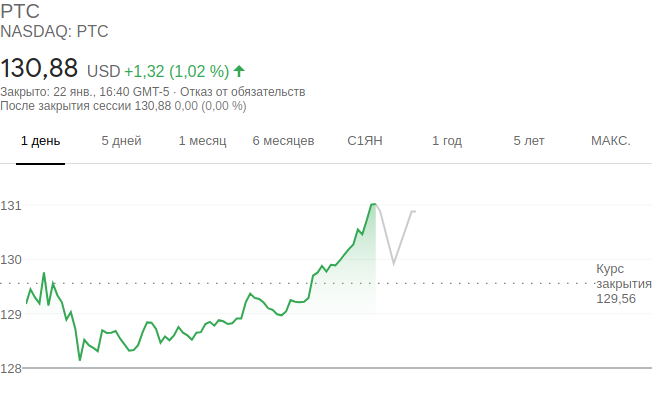 PTC
NASDAQ: PTC
130,88 USD +1,32 (1,02 %)
Закрыто: 22 янв., 16:40 GMT-5 · Отказ от обязательств
После закрытия сессии 130,88 0,00 (0,00 %)
1 день 5 дней 1 месяц 6 месяцев С1ЯН 1 год 5 лет МАКС.
131
130
Курс
закрытия
129,56
129
128